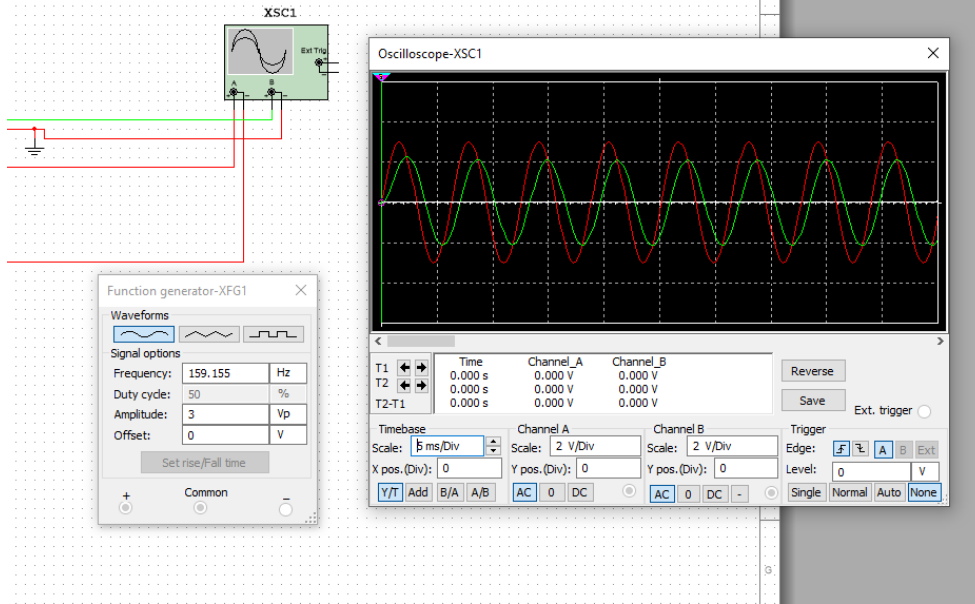 XSC1
Ext Trig
+
A
B
+ - + -
Oscilloscope-XSC1
Function generator-XFG1
Waveforms
Signal options
Frequency: 159.155 Hz
Duty cycle: 50 %
Amplitude: 3 Vp
Offset: 0 V
Set rise/Fall time
+ Common -
T1
T2
T2-T1
Time Channel_A Channel_B
0.000 s 0.000 V 0.000 V
0.000 s 0.000 V 0.000 V
0.000 s 0.000 V 0.000 V
Reverse
Save
Ext. trigger
Timebase
Scale: 5 ms/Div
X pos.(Div): 0
Y/T Add B/A A/B
Channel A
Scale: 2 V/Div
Y pos.(Div): 0
AC 0 DC
Channel B
Scale: 2 V/Div
Y pos.(Div): 0
AC 0 DC -
Trigger
Edge: A B Ext
Level: 0 V
Single Normal Auto None
G